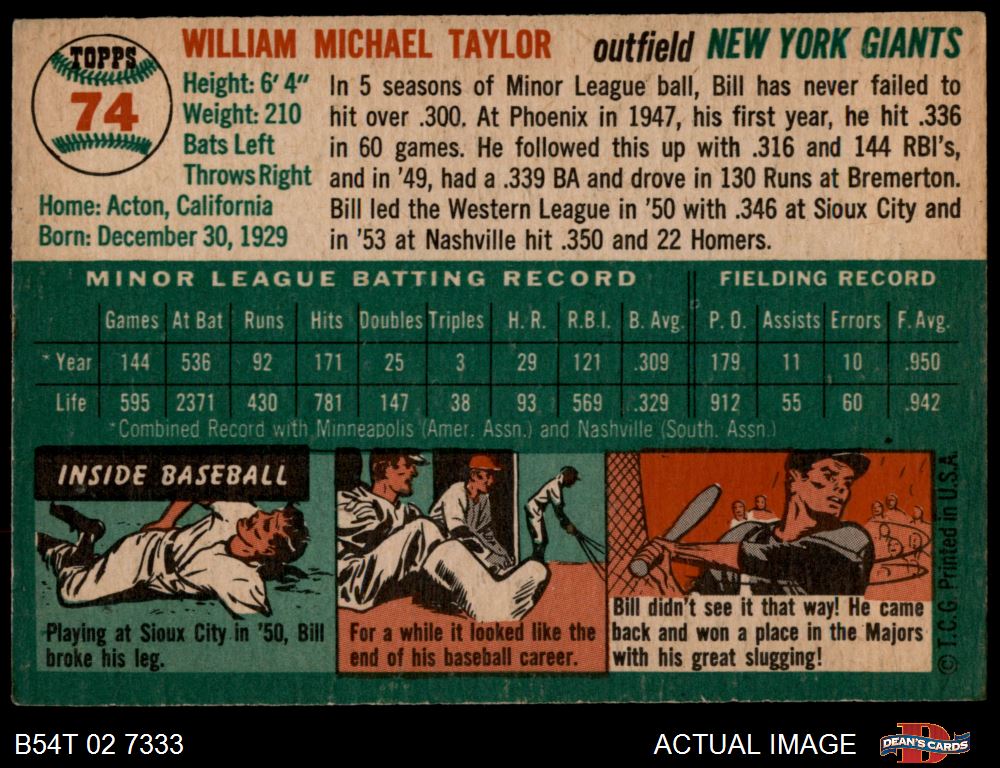 TOPPS
74
WILLIAM MICHAEL TAYLOR outfield NEW YORK GIANTS
Height: 6' 4"
Weight: 210
Bats Left
Throws Right
Home: Acton, California
Born: December 30, 1929
In 5 seasons of Minor League ball, Bill has never failed to
hit over .300. At Phoenix in 1947, his first year, he hit .336
in 60 games. He followed this up with .316 and 144 RBI's,
and in '49, had a .339 BA and drove in 130 Runs at Bremerton.
Bill led the Western League in '50 with .346 at Sioux City and
in '53 at Nashville hit .350 and 22 Homers.
MINOR LEAGUE BATTING RECORD FIELDING RECORD
Games At Bat Runs Hits Doubles Triples H. R. R.B.I. B. Avg. P. O. Assists Errors F. Avg.
* Year 144 536 92 171 25 3 29 121 .309 179 11 10 .950
Life 595 2371 430 781 147 38 93 569 .329 912 55 60 .942
*Combined Record with Minneapolis (Amer. Assn.) and Nashville (South. Assn.)
INSIDE BASEBALL
Playing at Sioux City in '50, Bill
broke his leg.
For a while it looked like the
end of his baseball career.
Bill didn't see it that way! He came
back and won a place in the Majors
with his great slugging!
© T.C.G. Printed in U.S.A.
B54T 02 7333
ACTUAL IMAGE
DEAN'S CARDS